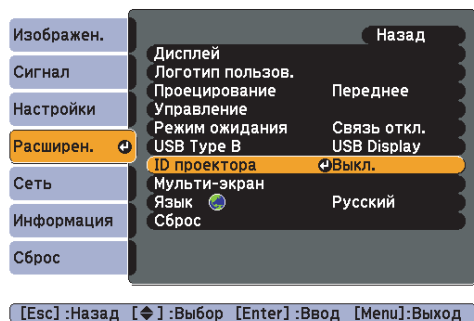 Изображен.
Сигнал
Настройки
Расширен.
Сеть
Информация
Сброс
Назад
Дисплей
Логотип пользов.
Проецирование Переднее
Управление
Режим ожидания Связь откл.
USB Type B USB Display
ID проектора Выкл.
Мульти-экран
Язык Русский
Сброс
[Esc] :Назад [◆] :Выбор [Enter] :Ввод [Menu]:Выход